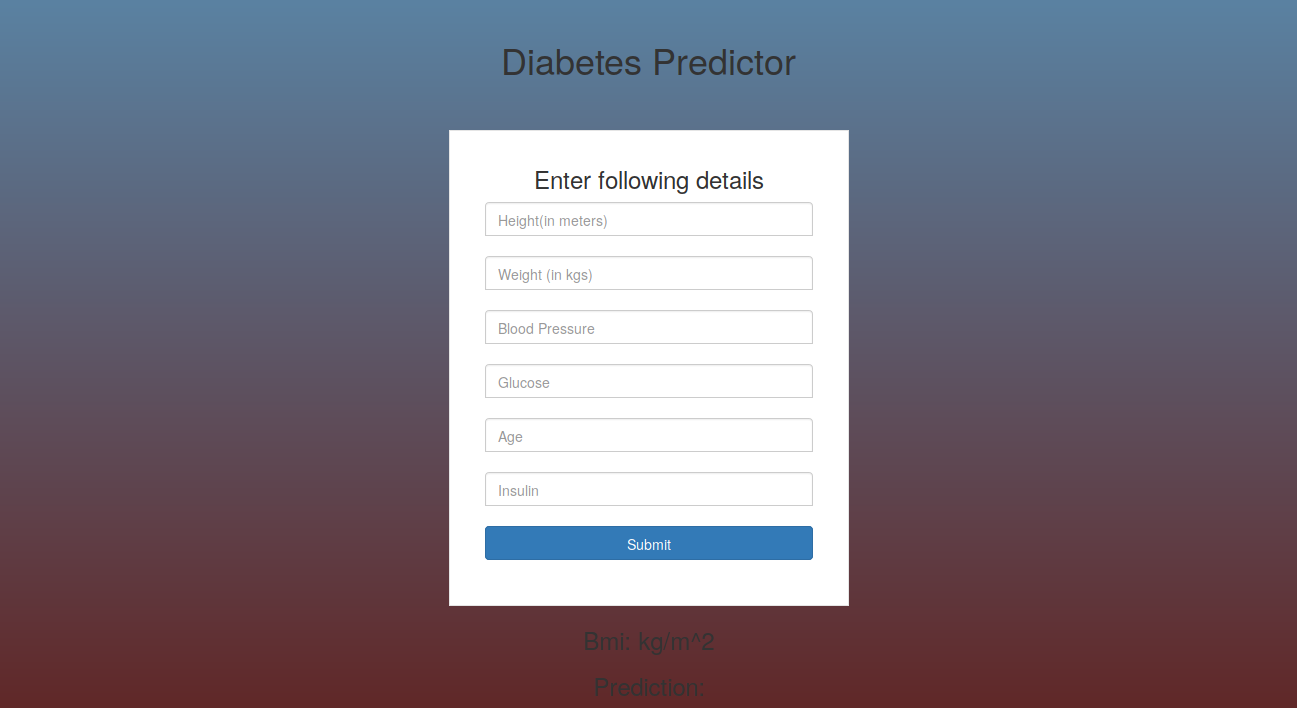 Diabetes Predictor
Enter following details
Height(in meters)
Weight (in kgs)
Blood Pressure
Glucose
Age
Insulin
Submit
Bmi: kg/m^2
Prediction: